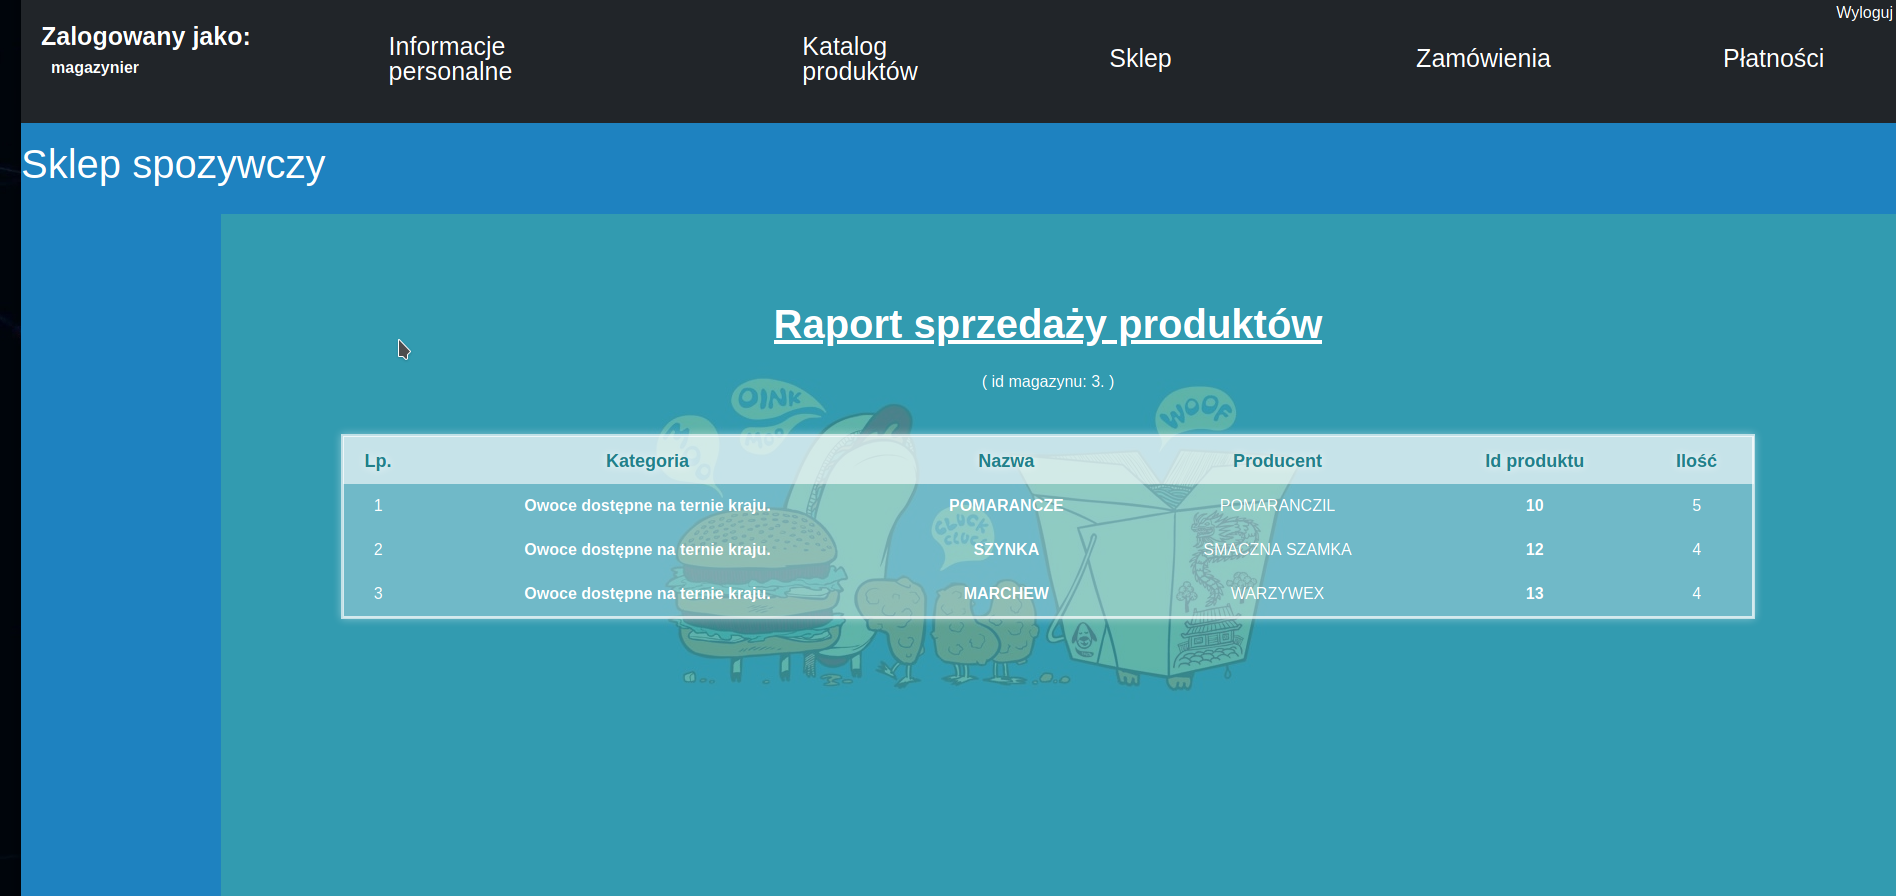 Wyloguj
Zalogowany jako:
magazynier
Informacje
personalne
Katalog
produktów
Sklep
Zamówienia
Płatności
Sklep spozywczy
Raport sprzedaży produktów
( id magazynu: 3. )
OINK
MOO
MOO
WOOF
Lp. Kategoria Nazwa Producent Id produktu Ilość
1 Owoce dostępne na ternie kraju. POMARANCZE POMARANCZIL 10 5
CLUCK
CLUCK
2 Owoce dostępne na ternie kraju. SZYNKA SMACZNA SZAMKA 12 4
3 Owoce dostępne na ternie kraju. MARCHEW WARZYWEX 13 4